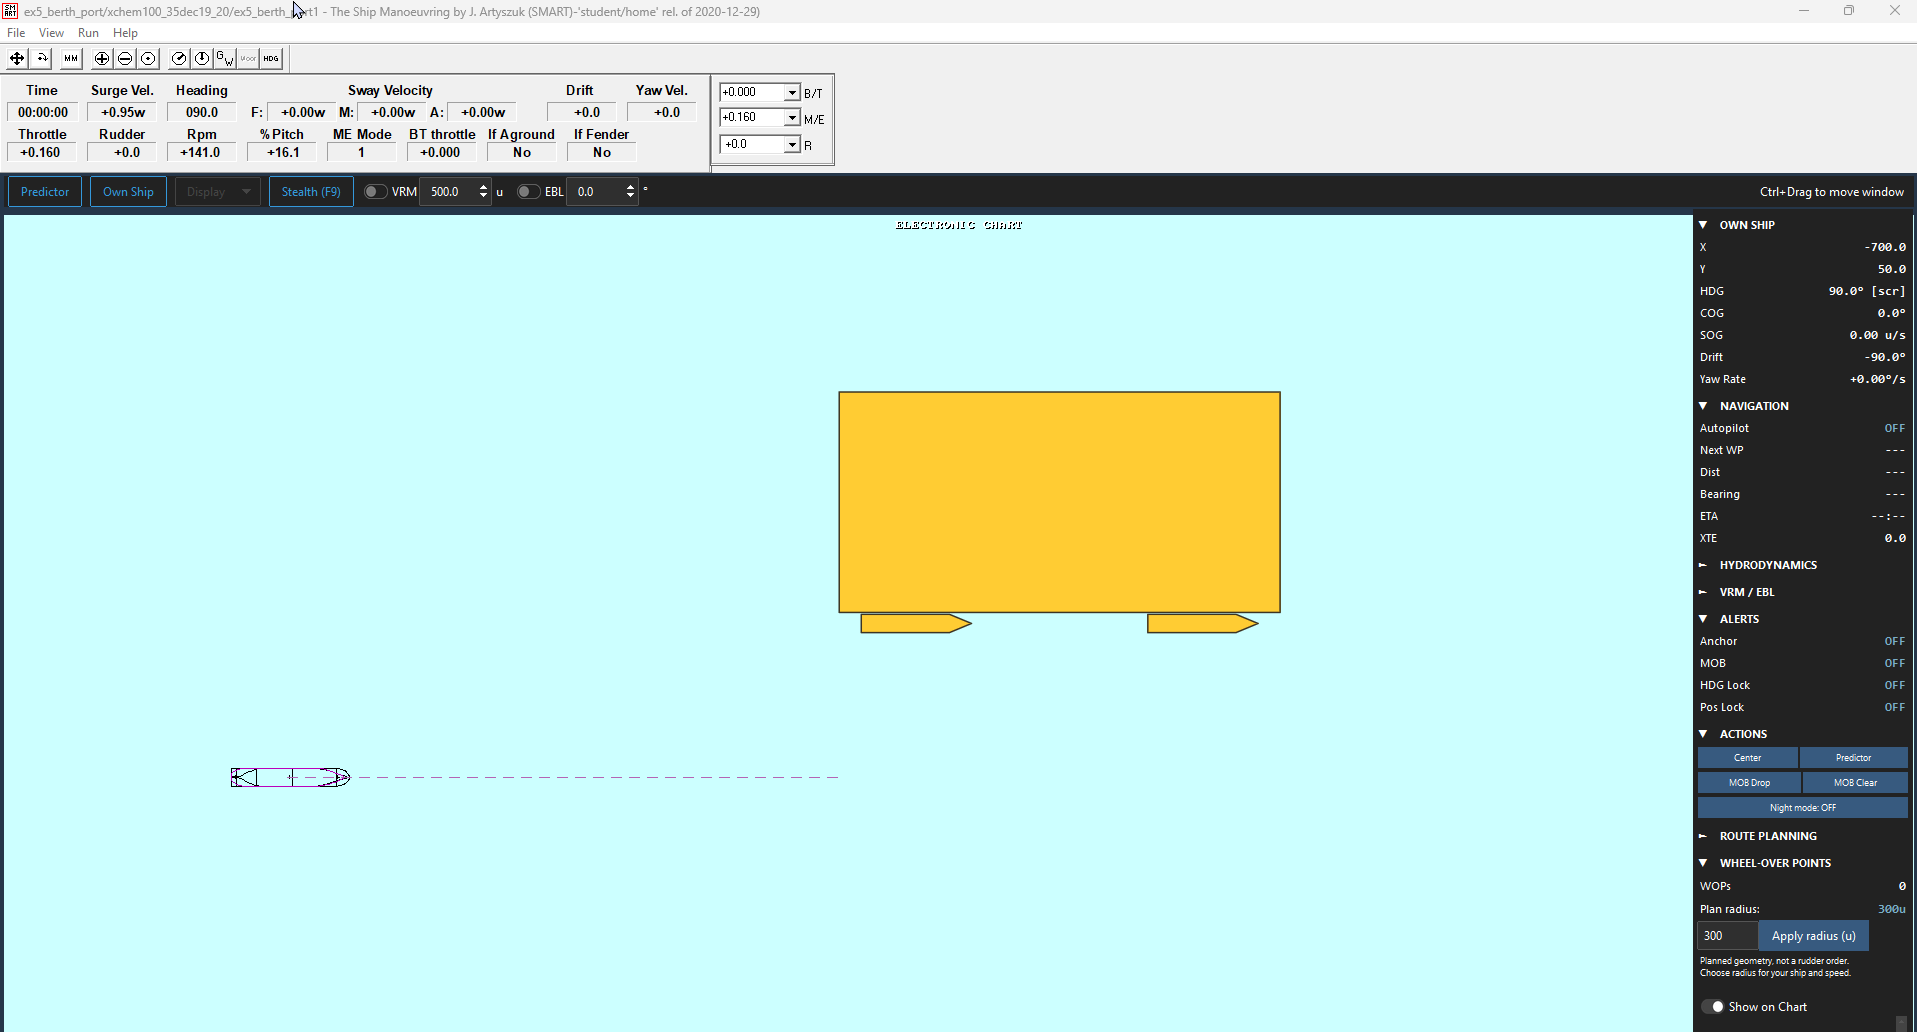 SM ART ex5_berth_port/xchem100_35dec19_20/ex5_berth_port1 - The Ship Manoeuvring by J. Artyszuk (SMART)-'student/home' rel. of 2020-12-29)
File View Run Help
MM G W Moor HDG
Time Surge Vel. Heading Sway Velocity Drift Yaw Vel.
00:00:00 +0.95w 090.0 F: +0.00w M: +0.00w A: +0.00w +0.0 +0.0
Throttle Rudder Rpm %Pitch ME Mode BT throttle If Aground If Fender
+0.160 +0.0 +141.0 +16.1 1 +0.000 No No
+0.000 B/T
+0.160 M/E
+0.0 R
Predictor Own Ship Display Stealth (F9) VRM 500.0 u EBL 0.0 ° Ctrl+Drag to move window
ELECTRONIC CHART
OWN SHIP
X -700.0
Y 50.0
HDG 90.0° [scr]
COG 0.0°
SOG 0.00 u/s
Drift -90.0°
Yaw Rate +0.00°/s
NAVIGATION
Autopilot OFF
Next WP ---
Dist ---
Bearing ---
ETA --:--
XTE 0.0
HYDRODYNAMICS
VRM / EBL
ALERTS
Anchor OFF
MOB OFF
HDG Lock OFF
Pos Lock OFF
ACTIONS
Center Predictor
MOB Drop MOB Clear
Night mode: OFF
ROUTE PLANNING
WHEEL-OVER POINTS
WOPs 0
Plan radius: 300u
300 Apply radius (u)
Planned geometry, not a rudder order.
Choose radius for your ship and speed.
Show on Chart